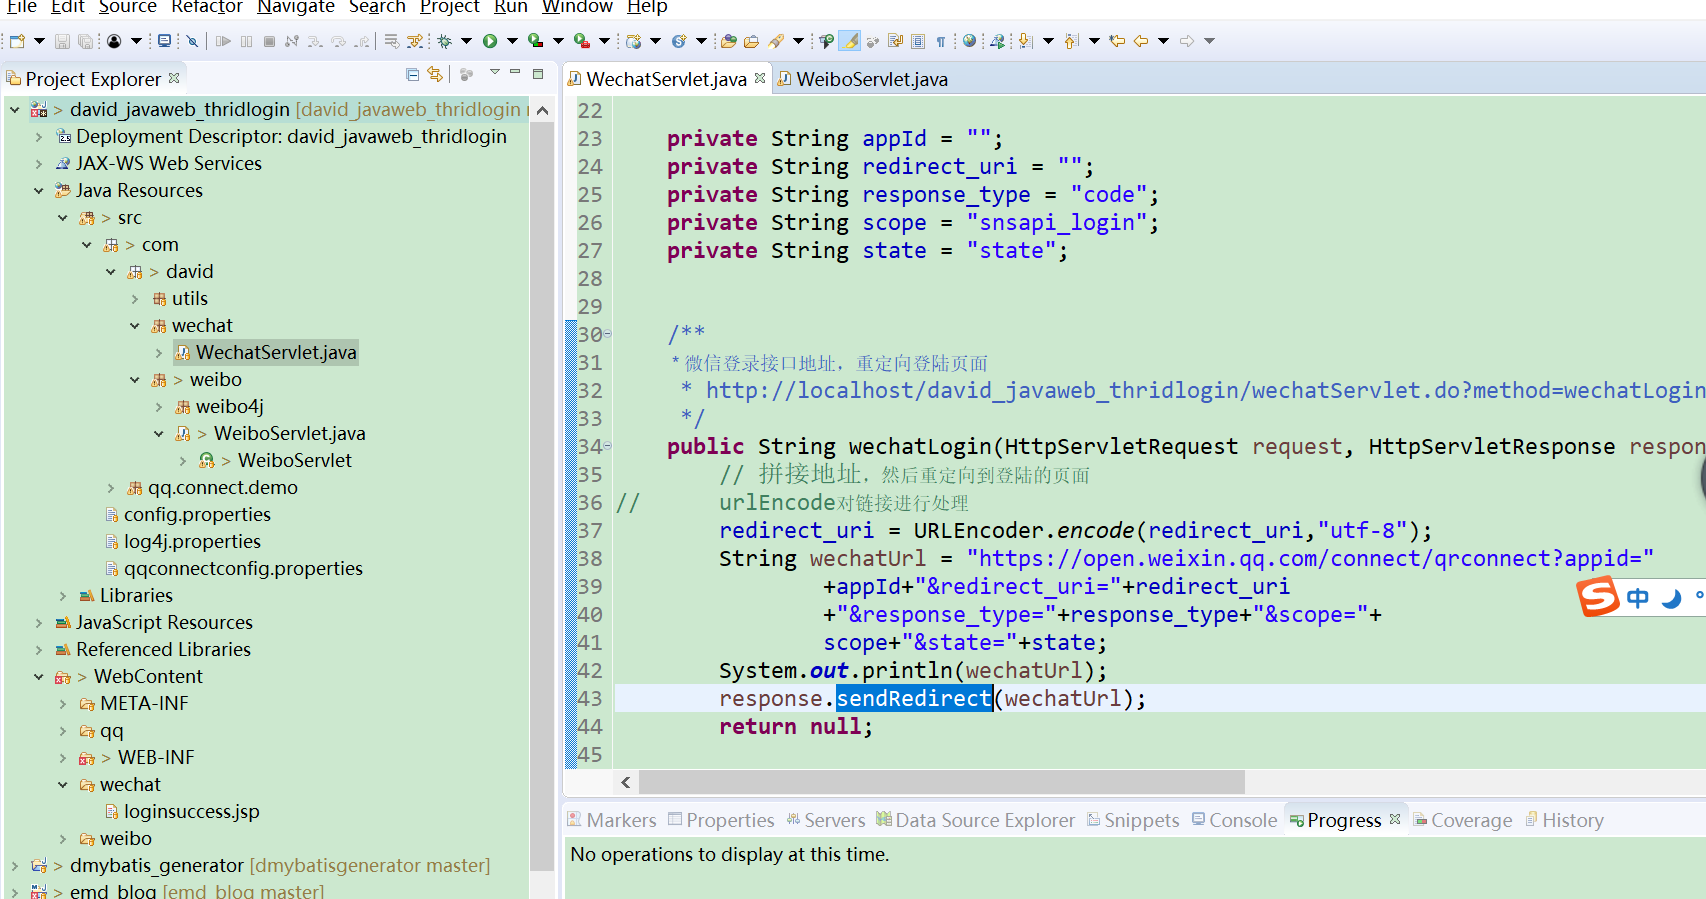 File Edit Source Refactor Navigate Search Project Run Window Help
Project Explorer
WechatServlet.java
WeiboServlet.java
> david_javaweb_thridlogin [david_javaweb_thridlogin
Deployment Descriptor: david_javaweb_thridlogin
JAX-WS Web Services
Java Resources
> src
> com
> david
utils
wechat
WechatServlet.java
> weibo
weibo4j
> WeiboServlet.java
> WeiboServlet
qq.connect.demo
config.properties
log4j.properties
qqconnectconfig.properties
Libraries
JavaScript Resources
Referenced Libraries
> WebContent
META-INF
qq
> WEB-INF
wechat
loginsuccess.jsp
weibo
> dmybatis_generator [dmybatisgenerator master]
> emd_blog [emd_blog master]
22
23 private String appId = "";
24 private String redirect_uri = "";
25 private String response_type = "code";
26 private String scope = "snsapi_login";
27 private String state = "state";
28
29
30 /**
31 * 微信登录接口地址，重定向登陆页面
32 * http://localhost/david_javaweb_thridlogin/wechatServlet.do?method=wechatLogin
33 */
34 public String wechatLogin(HttpServletRequest request, HttpServletResponse respon
35 // 拼接地址，然后重定向到登陆的页面
36 // urlEncode对链接进行处理
37 redirect_uri = URLEncoder.encode(redirect_uri,"utf-8");
38 String wechatUrl = "https://open.weixin.qq.com/connect/qrconnect?appid="
39 +appId+"&redirect_uri="+redirect_uri
40 +"&response_type="+response_type+"&scope="+
41 scope+"&state="+state;
42 System.out.println(wechatUrl);
43 response.sendRedirect(wechatUrl);
44 return null;
45
中
Markers Properties Servers Data Source Explorer Snippets Console Progress Coverage History
No operations to display at this time.